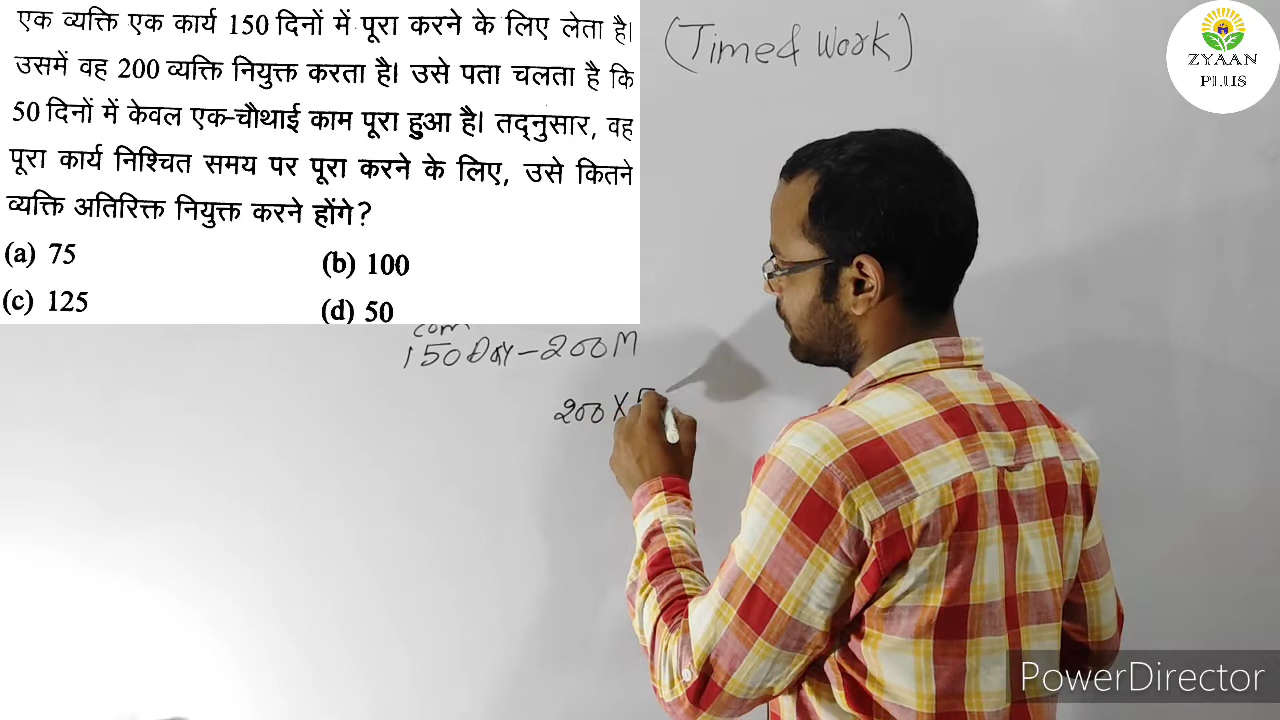 एक व्यक्ति एक कार्य 150 दिनों में पूरा करने के लिए लेता है।
उसमें वह 200 व्यक्ति नियुक्त करता है। उसे पता चलता है कि
50 दिनों में केवल एक-चौथाई काम पूरा हुआ है। तद्नुसार, वह
पूरा कार्य निश्चित समय पर पूरा करने के लिए, उसे कितने
व्यक्ति अतिरिक्त नियुक्त करने होंगे?
(a) 75 (b) 100
(c) 125 (d) 50
(Time & Work)
ZYAAN
PLUS
150 Day - 200 M
200 X 5
PowerDirector